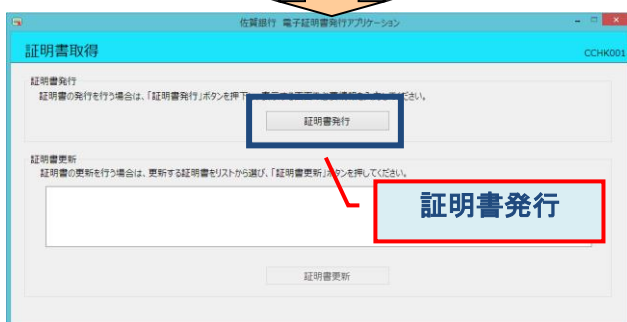 佐賀銀行 電子証明書発行アプリケーション
証明書取得
CCHK001
証明書発行
証明書の発行を行う場合は、「証明書発行」ボタンを押下
ださい。
証明書発行
証明書更新
証明書の更新を行う場合は、更新する証明書をリストから選び、「証明書更新」ボタンを押してください。
証明書発行
証明書更新